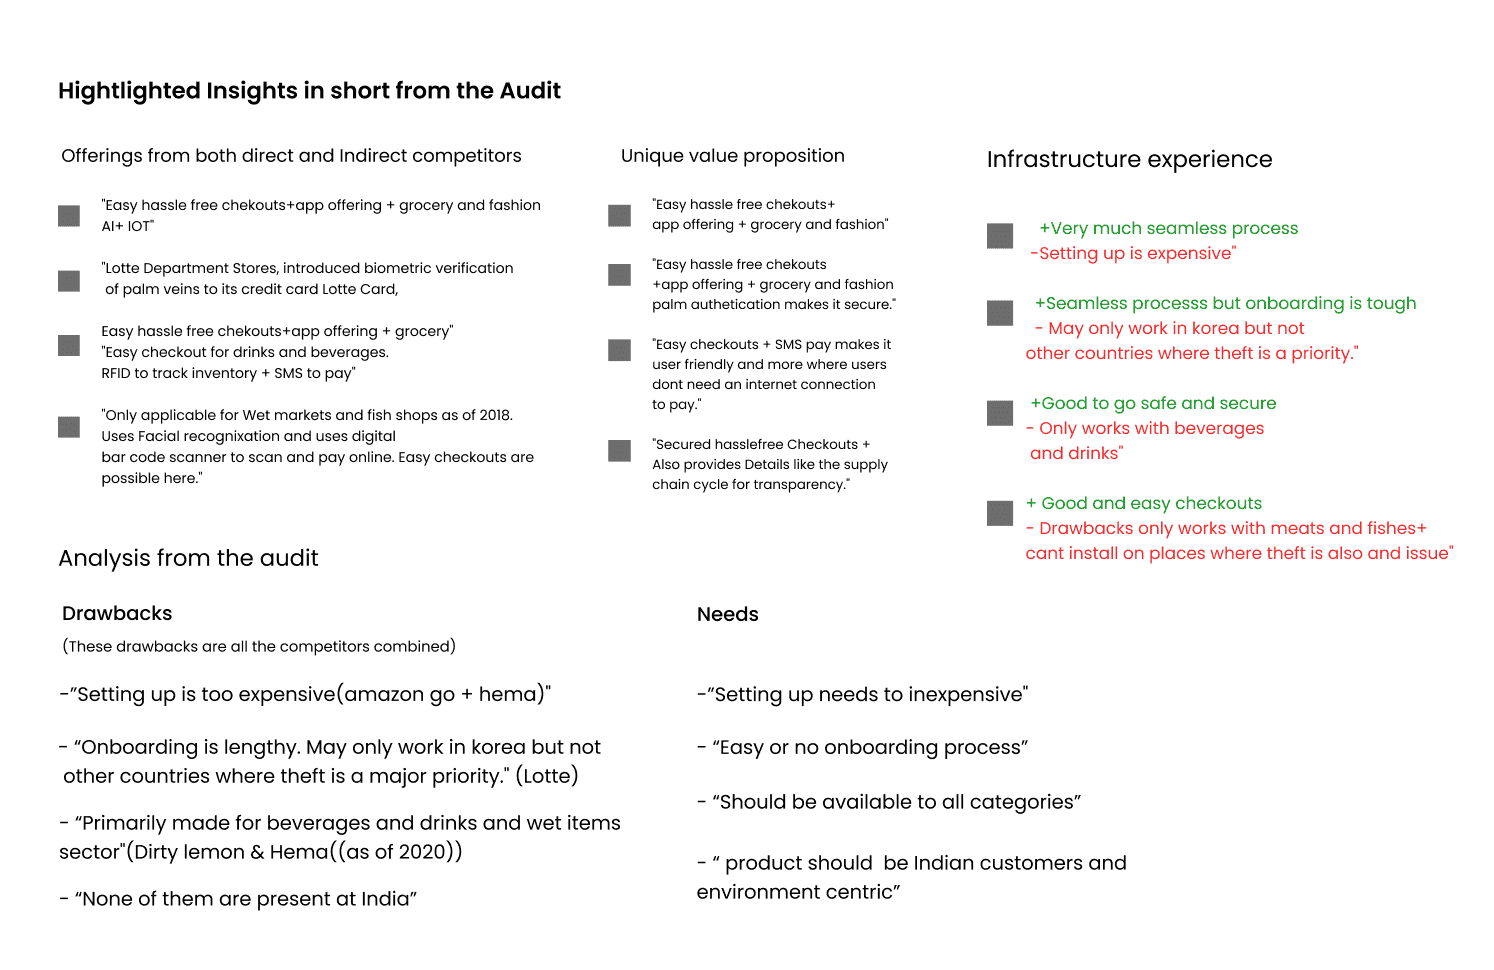 Hightlighted Insights in short from the Audit
Offerings from both direct and Indirect competitors
"Easy hassle free chekouts+app offering + grocery and fashion
AI+ IOT"
"Lotte Department Stores, introduced biometric verification
of palm veins to its credit card Lotte Card,
Easy hassle free chekouts+app offering + grocery"
"Easy checkout for drinks and beverages.
RFID to track inventory + SMS to pay"
"Only applicable for Wet markets and fish shops as of 2018.
Uses Facial recognixation and uses digital
bar code scanner to scan and pay online. Easy checkouts are
possible here."
Unique value proposition
"Easy hassle free chekouts+
app offering + grocery and fashion"
"Easy hassle free chekouts
+app offering + grocery and fashion
palm authetication makes it secure."
"Easy checkouts + SMS pay makes it
user friendly and more where users
dont need an internet connection
to pay."
"Secured hasslefree Checkouts +
Also provides Details like the supply
chain cycle for transparency."
Infrastructure experience
+Very much seamless process
-Setting up is expensive"
+Seamless processs but onboarding is tough
- May only work in korea but not
other countries where theft is a priority."
+Good to go safe and secure
- Only works with beverages
and drinks"
+ Good and easy checkouts
- Drawbacks only works with meats and fishes+
cant install on places where theft is also and issue"
Analysis from the audit
Drawbacks
(These drawbacks are all the competitors combined)
-”Setting up is too expensive(amazon go + hema)"
- “Onboarding is lengthy. May only work in korea but not
other countries where theft is a major priority." (Lotte)
- “Primarily made for beverages and drinks and wet items
sector"(Dirty lemon & Hema((as of 2020))
- “None of them are present at India”
Needs
-”Setting up needs to inexpensive"
- “Easy or no onboarding process”
- “Should be available to all categories”
- “ product should  be Indian customers and
environment centric”